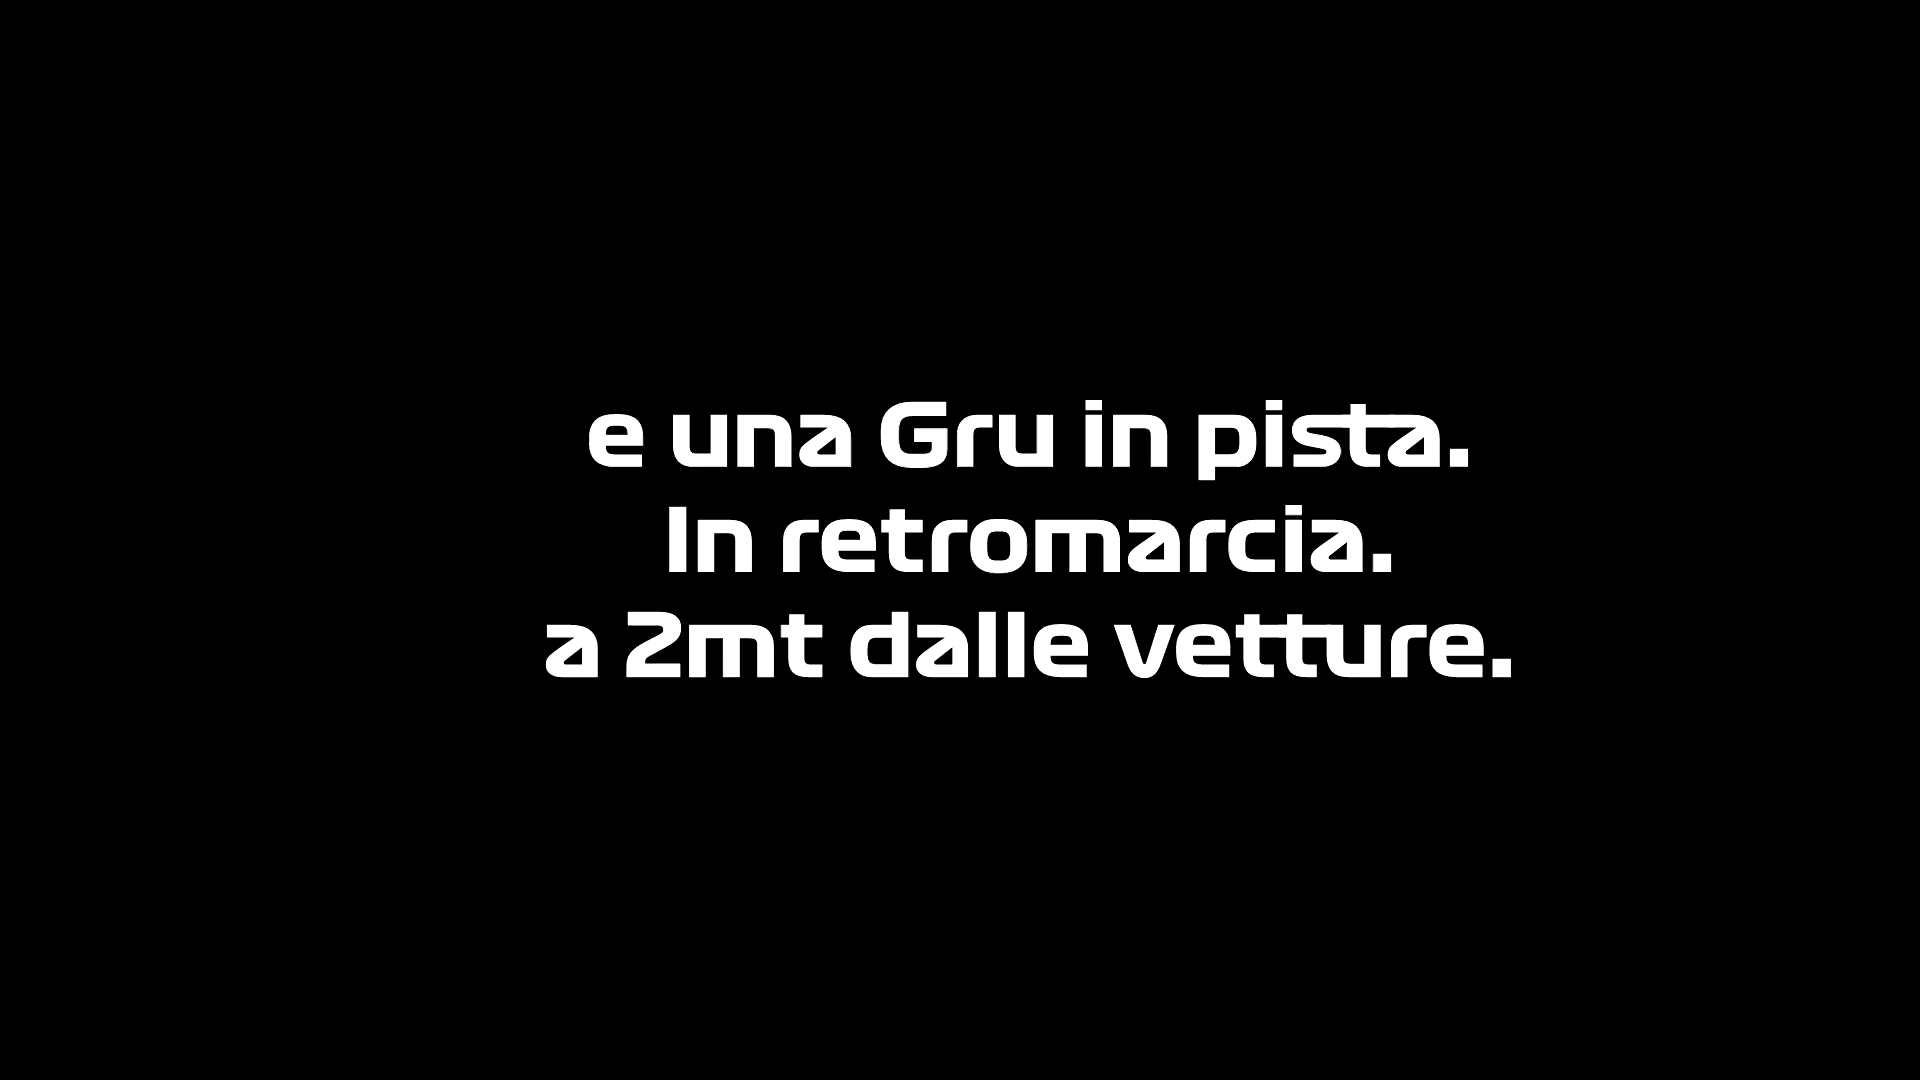 e una Gru in pista.
In retromarcia.
a 2mt dalle vetture.